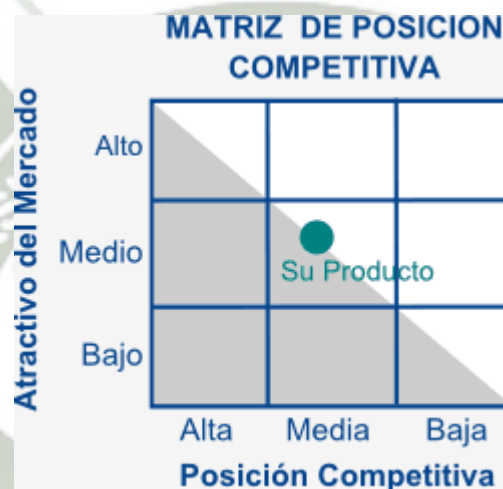 MATRIZ DE POSICION
COMPETITIVA
Atractivo del Mercado
Alto
Medio
Su Producto
Bajo
Alta Media Baja
Posición Competitiva